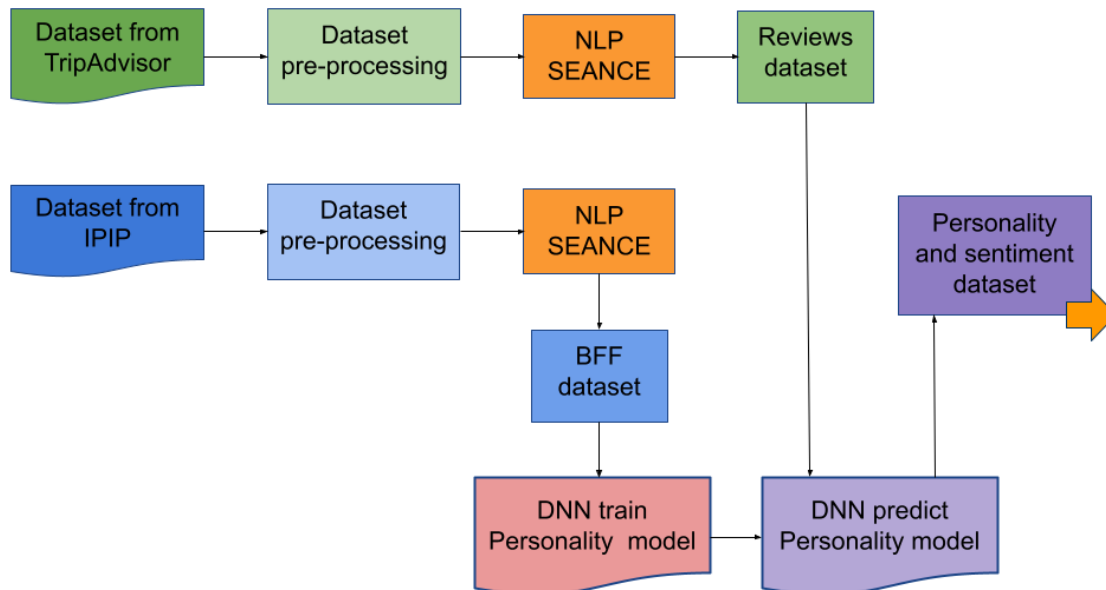 Dataset from
TripAdvisor
Dataset
pre-processing
NLP
SEANCE
Reviews
dataset
Dataset from
IPIP
Dataset
pre-processing
NLP
SEANCE
Personality
and sentiment
dataset
BFF
dataset
DNN train
Personality  model
DNN predict
Personality model